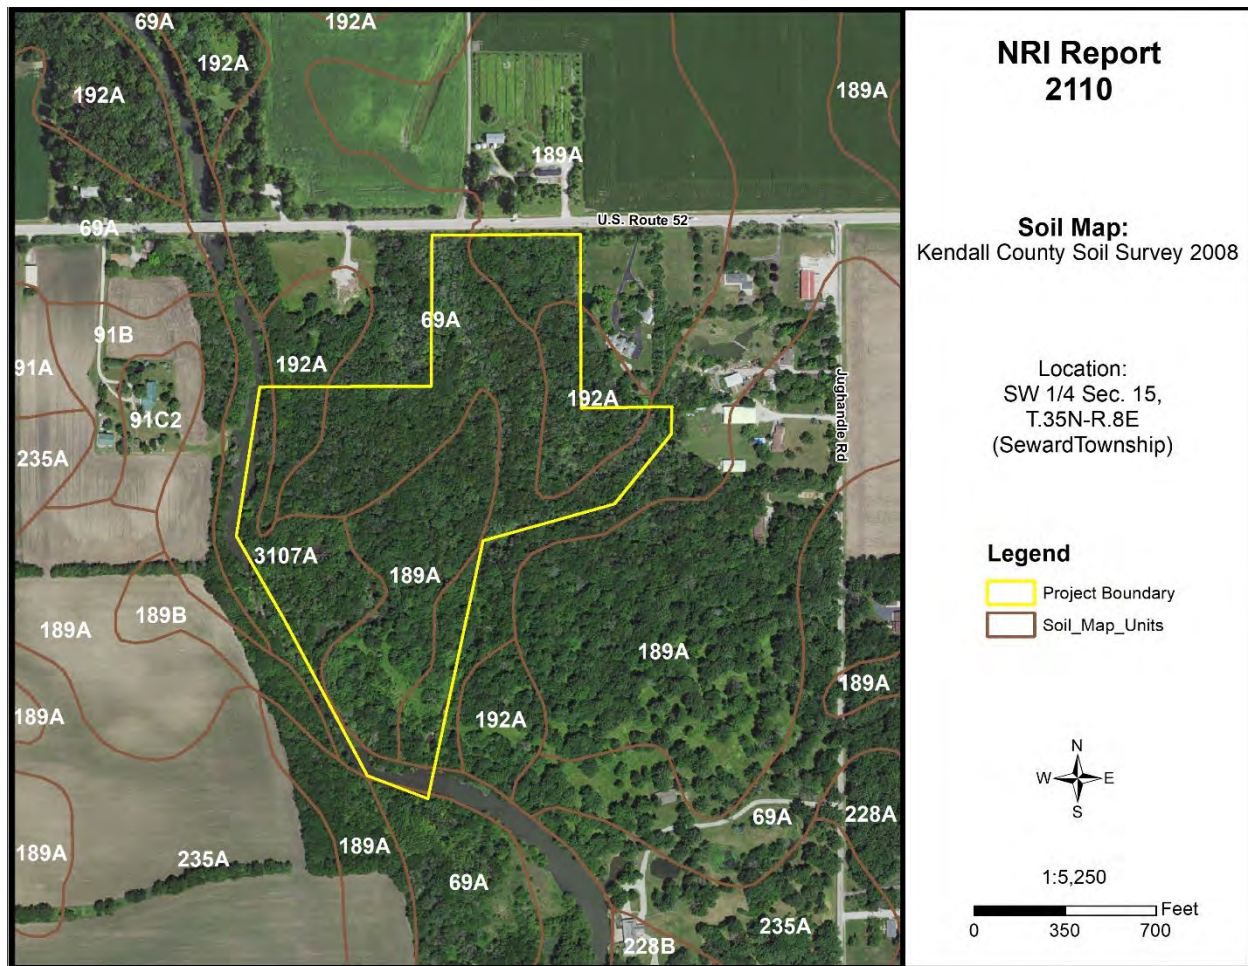 69A
192A
192A
192A
189A
189A
U.S. Route 52
69A
91B
69A
192A
91A
192A
Jughandle Rd
91C2
235A
3107A
189A
189B
189A
189A
189A
189A
192A
69A
228A
189A
189A
235A
69A
235A
228B
NRI Report
2110
Soil Map:
Kendall County Soil Survey 2008
Location:
SW 1/4 Sec. 15,
T.35N-R.8E
(SewardTownship)
Legend
Project Boundary
Soil_Map_Units
N
W
E
S
1:5,250
Feet
0
350
700